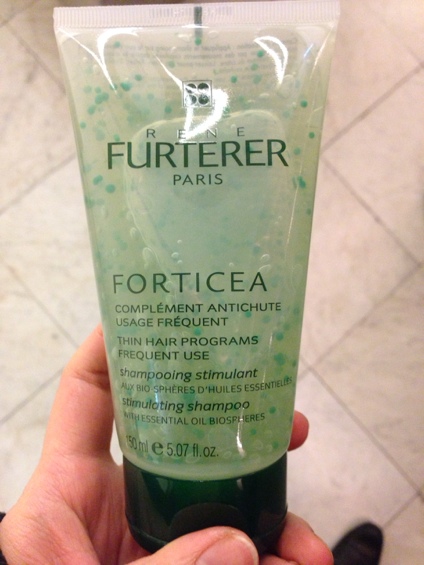 RENE
FURTERER
PARIS
FORTICEA
COMPLÉMENT ANTICHUTE
USAGE FRÉQUENT
THIN HAIR PROGRAMS
FREQUENT USE
shampooing stimulant
AUX BIO-SPHÈRES D'HUILES ESSENTIELLES
stimulating shampoo
WITH ESSENTIAL OIL BIOSPHERES
150 ml e 5.07 fl.oz.